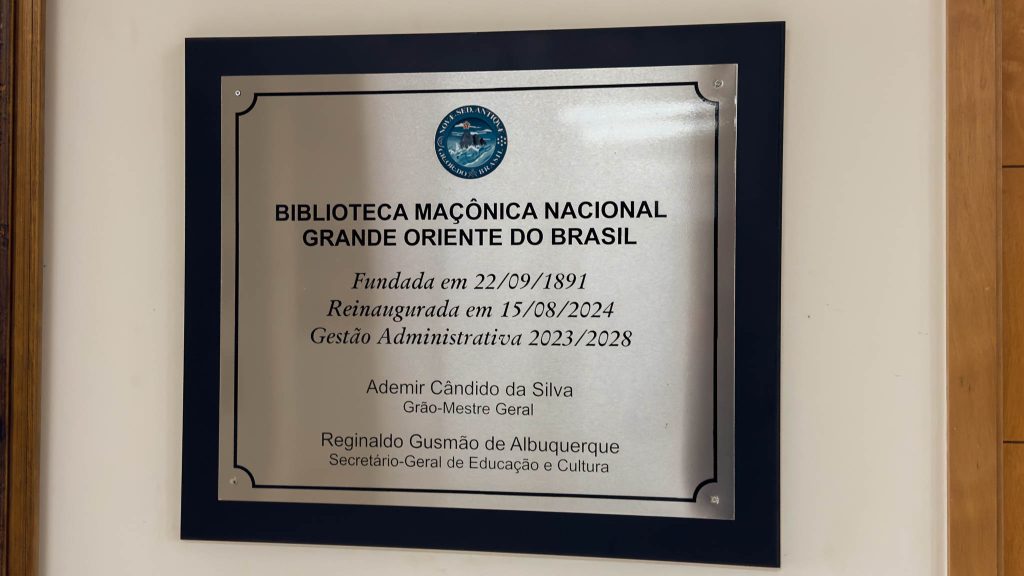 BIBLIOTECA MAÇÔNICA NACIONAL
GRANDE ORIENTE DO BRASIL
Fundada em 22/09/1891
Reinaugurada em 15/08/2024
Gestão Administrativa 2023/2028
Ademir Cândido da Silva
Grão-Mestre Geral
Reginaldo Gusmão de Albuquerque
Secretário-Geral de Educação e Cultura